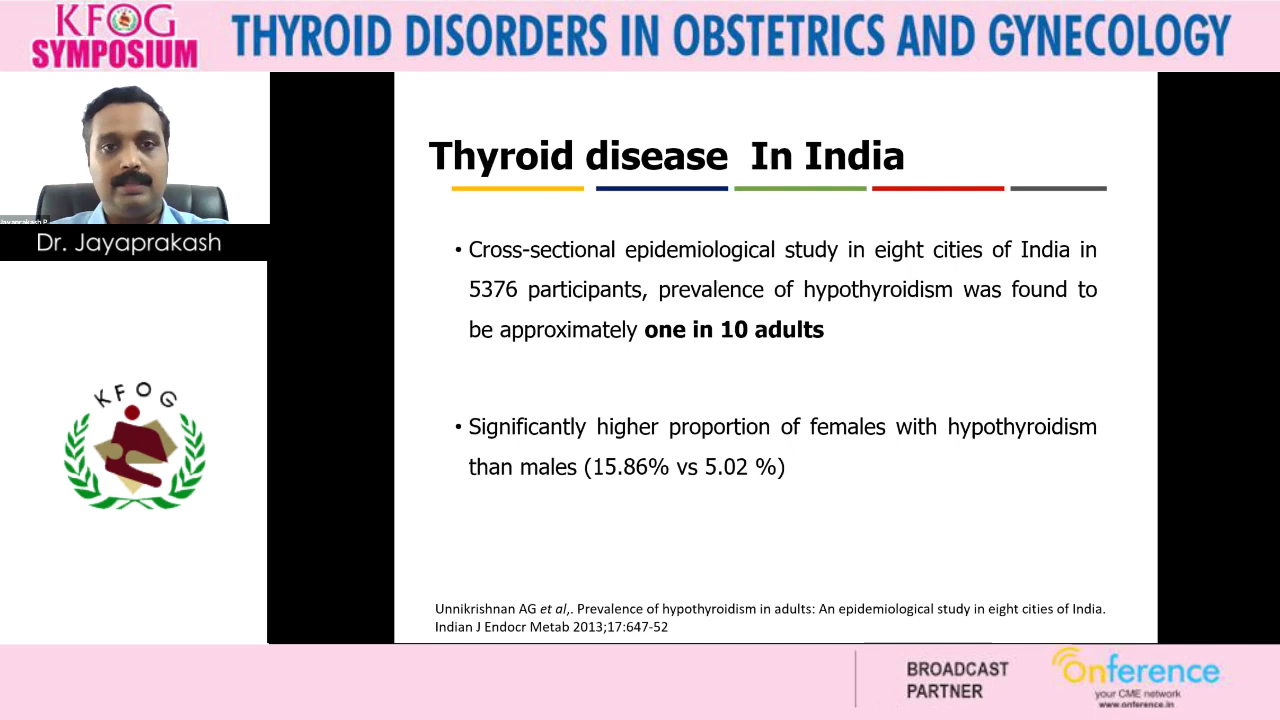 KFOG
SYMPOSIUM
THYROID DISORDERS IN OBSTETRICS AND GYNECOLOGY
Jayaprakash P
Dr. Jayaprakash
KFOG
Thyroid disease In India
• Cross-sectional epidemiological study in eight cities of India in
5376 participants, prevalence of hypothyroidism was found to
be approximately one in 10 adults
• Significantly higher proportion of females with hypothyroidism
than males (15.86% vs 5.02 %)
Unnikrishnan AG et al,. Prevalence of hypothyroidism in adults: An epidemiological study in eight cities of India.
Indian J Endocr Metab 2013;17:647-52
BROADCAST
PARTNER
Onference
your CME network
www.onference.in